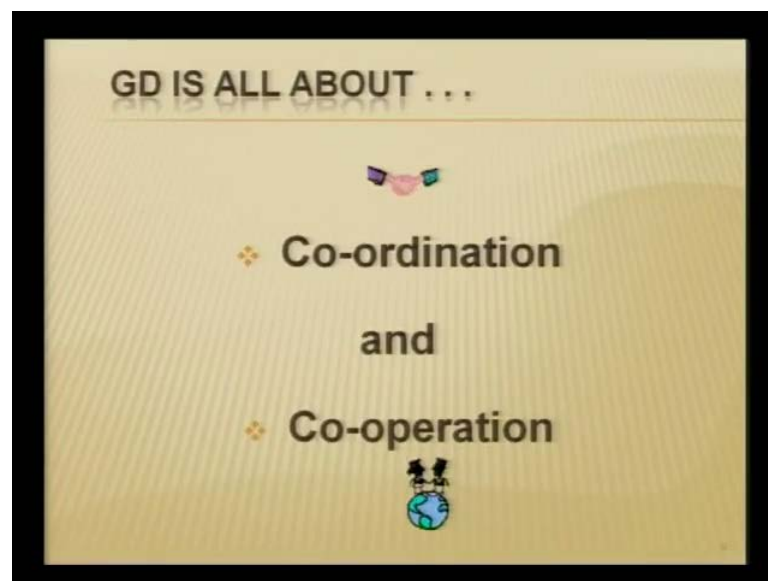 GD IS ALL ABOUT . . .
Co-ordination
and
Co-operation